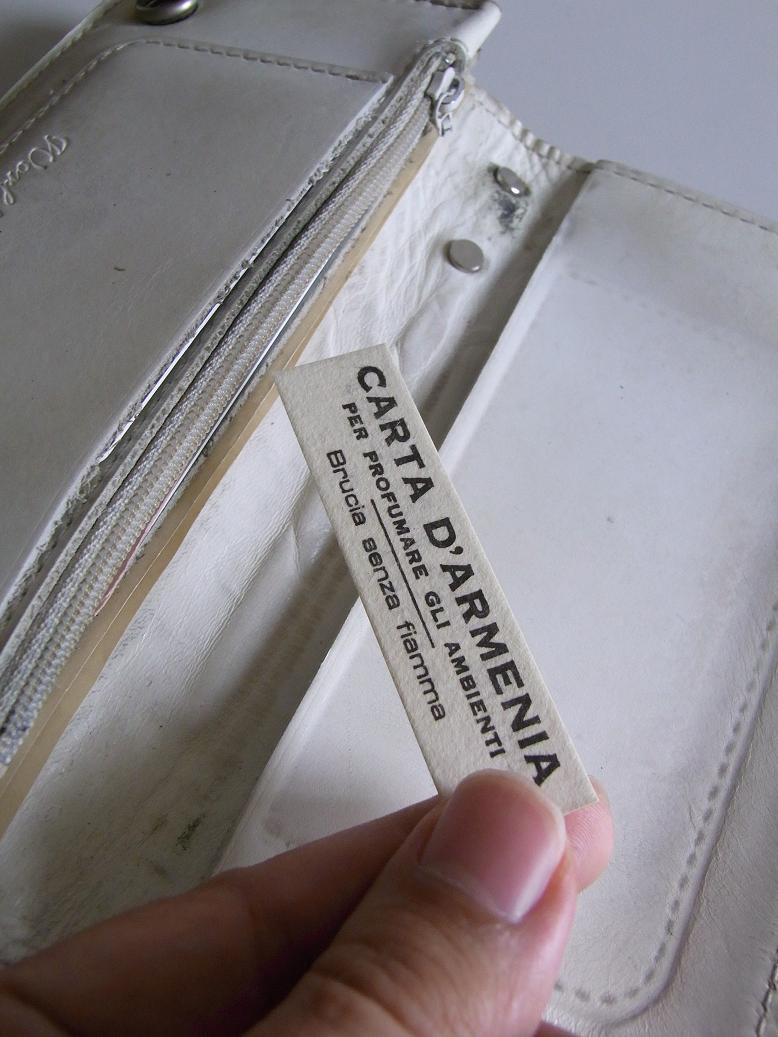 CARTA D'ARMENIA
PER PROFUMARE GLI AMBIENTI
Brucia senza fiamma